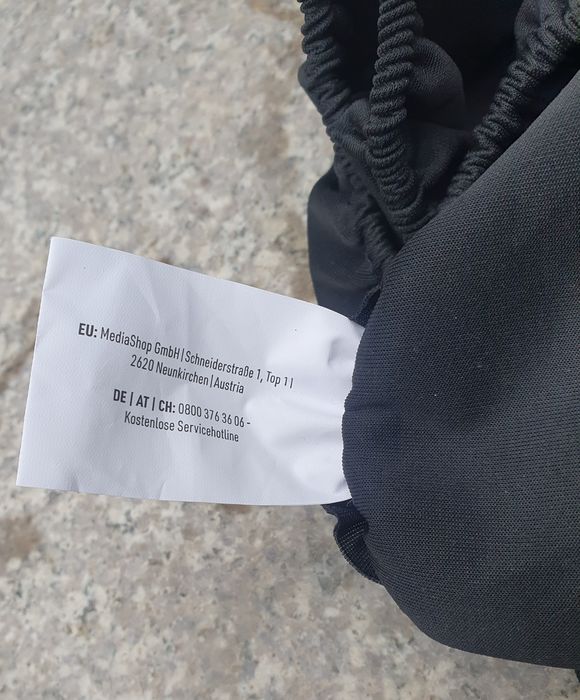 EU: MediaShop GmbH | Schneiderstraße 1, Top 1 |
2620 Neunkirchen | Austria
DE | AT | CH: 0800 376 36 06 -
Kostenlose Servicehotline